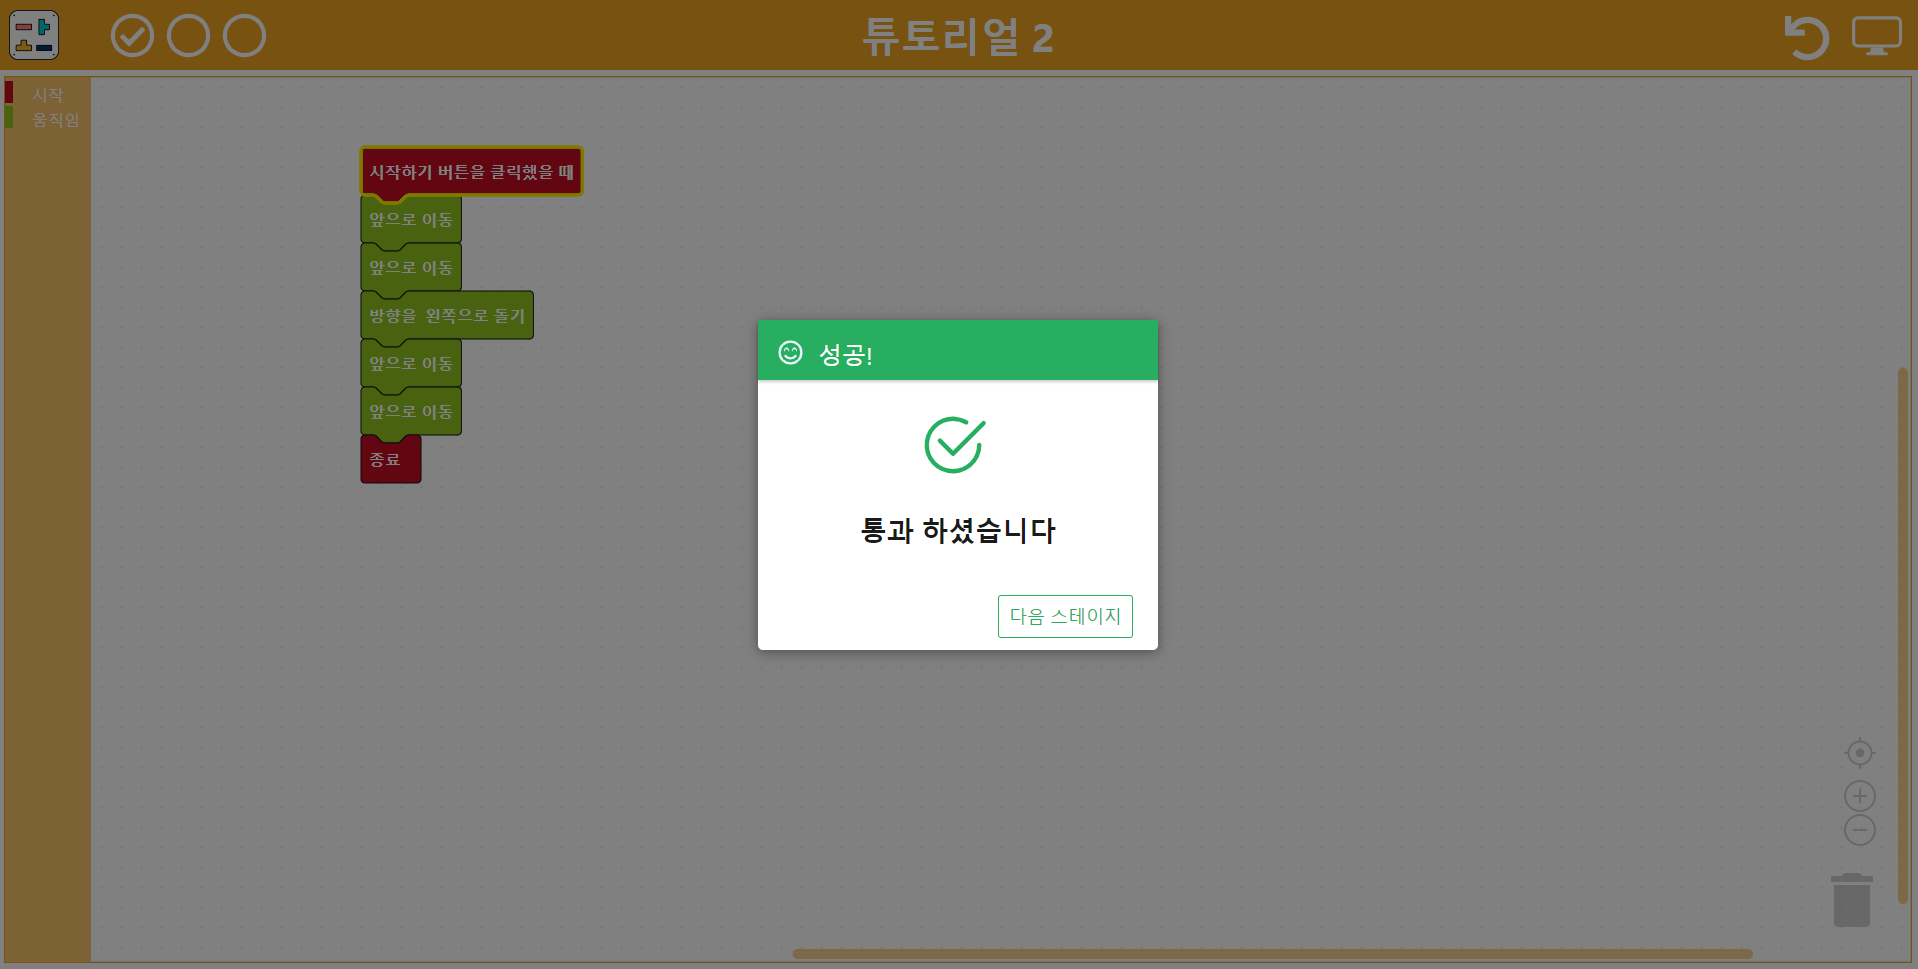 튜토리얼 2
시작
움직임
시작하기 버튼을 클릭했을 때
앞으로 이동
앞으로 이동
방향을 왼쪽으로 돌기
앞으로 이동
앞으로 이동
종료
성공!
통과 하셨습니다
다음 스테이지